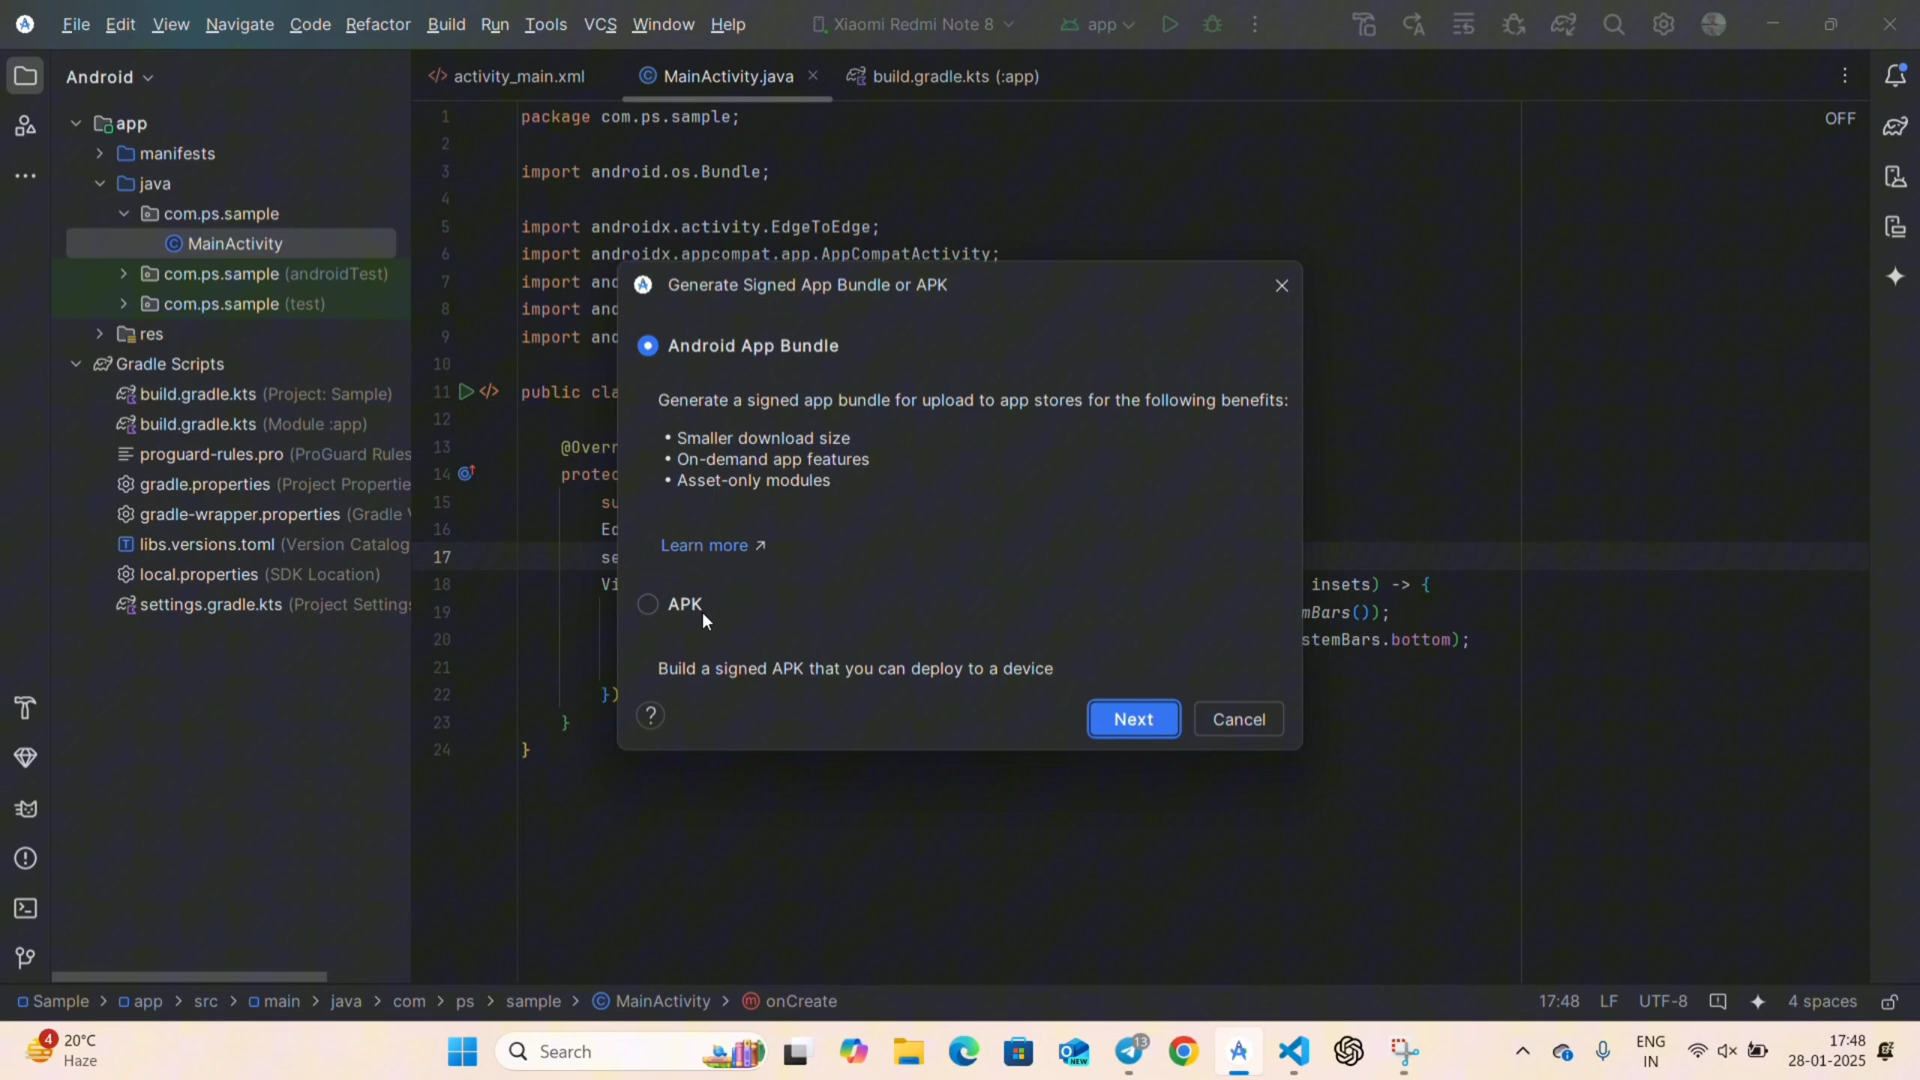 File Edit View Navigate Code Refactor Build Run Tools VCS Window Help Xiaomi Redmi Note 8 app
Android
activity_main.xml MainActivity.java build.gradle.kts (:app)
OFF
app
manifests
java
com.ps.sample
MainActivity
com.ps.sample (androidTest)
com.ps.sample (test)
res
Gradle Scripts
build.gradle.kts (Project: Sample)
build.gradle.kts (Module :app)
proguard-rules.pro (ProGuard Rules
gradle.properties (Project Propertie
gradle-wrapper.properties (Gradle
libs.versions.toml (Version Catalog
local.properties (SDK Location)
settings.gradle.kts (Project Settings
1 package com.ps.sample;
2
3 import android.os.Bundle;
4
5 import androidx.activity.EdgeToEdge;
6 import androidx.appcompat.app.AppCompatActivity;
7 import and
8 import and
9 import and
10
11 public cla
12
13 @Overr
14 protec
15 su
16 Ed
17 se
18 Vi insets) -> {
19 mBars());
20 stemBars.bottom);
21
22 })
23 }
24 }
Generate Signed App Bundle or APK
Android App Bundle
Generate a signed app bundle for upload to app stores for the following benefits:
• Smaller download size
• On-demand app features
• Asset-only modules
Learn more ↗
APK
Build a signed APK that you can deploy to a device
? Next Cancel
Sample > app > src > main > java > com > ps > sample > MainActivity > onCreate 17:48 LF UTF-8 4 spaces
4 20°C
Haze
Search
NEW
13
ENG
IN
17:48
28-01-2025